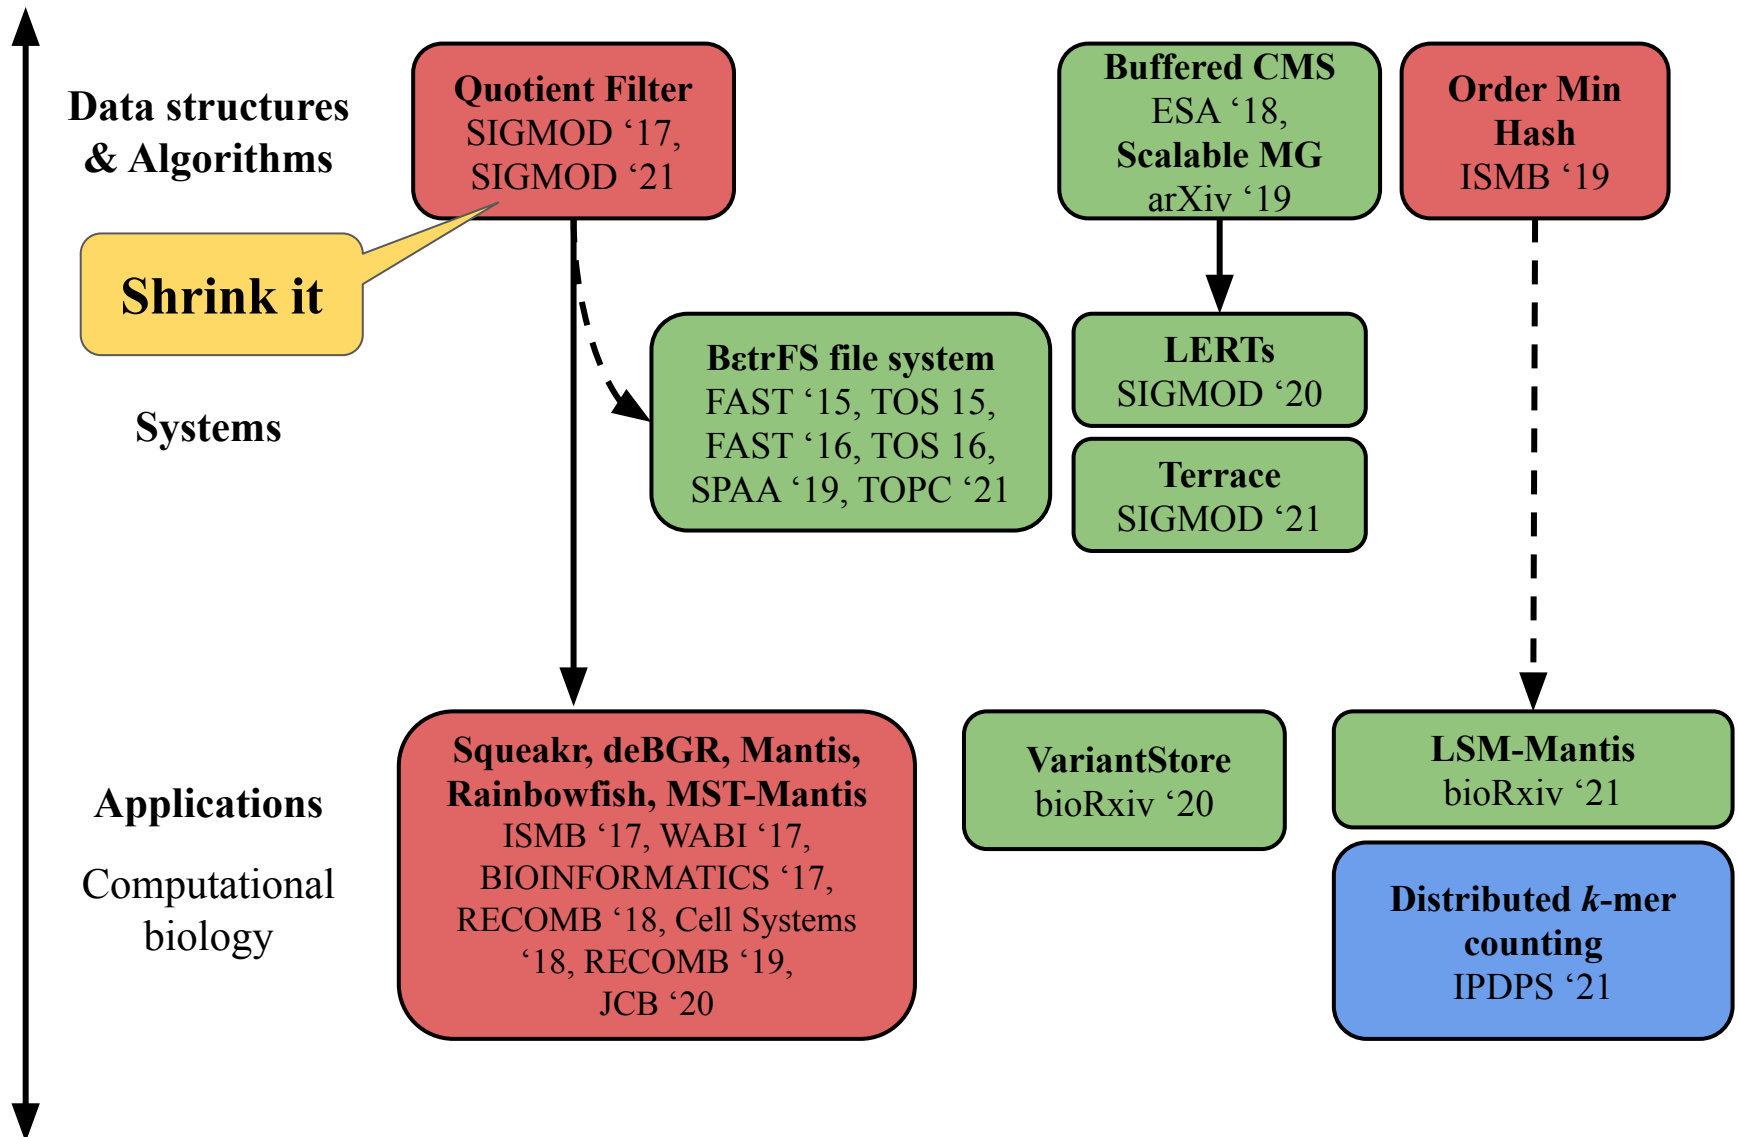 Data structures
& Algorithms
Quotient Filter
SIGMOD ‘17,
SIGMOD ‘21
Buffered CMS
ESA ‘18,
Scalable MG
arXiv ‘19
Order Min
Hash
ISMB ‘19
Shrink it
Systems
BεtrFS file system
FAST ‘15, TOS 15,
FAST ‘16, TOS 16,
SPAA ‘19, TOPC ‘21
LERTs
SIGMOD ‘20
Terrace
SIGMOD ‘21
Applications
Computational
biology
Squeakr, deBGR, Mantis,
Rainbowfish, MST-Mantis
ISMB ‘17, WABI ‘17,
BIOINFORMATICS ‘17,
RECOMB ‘18, Cell Systems
‘18, RECOMB ‘19,
JCB ‘20
VariantStore
bioRxiv ‘20
LSM-Mantis
bioRxiv ‘21
Distributed k-mer
counting
IPDPS ‘21